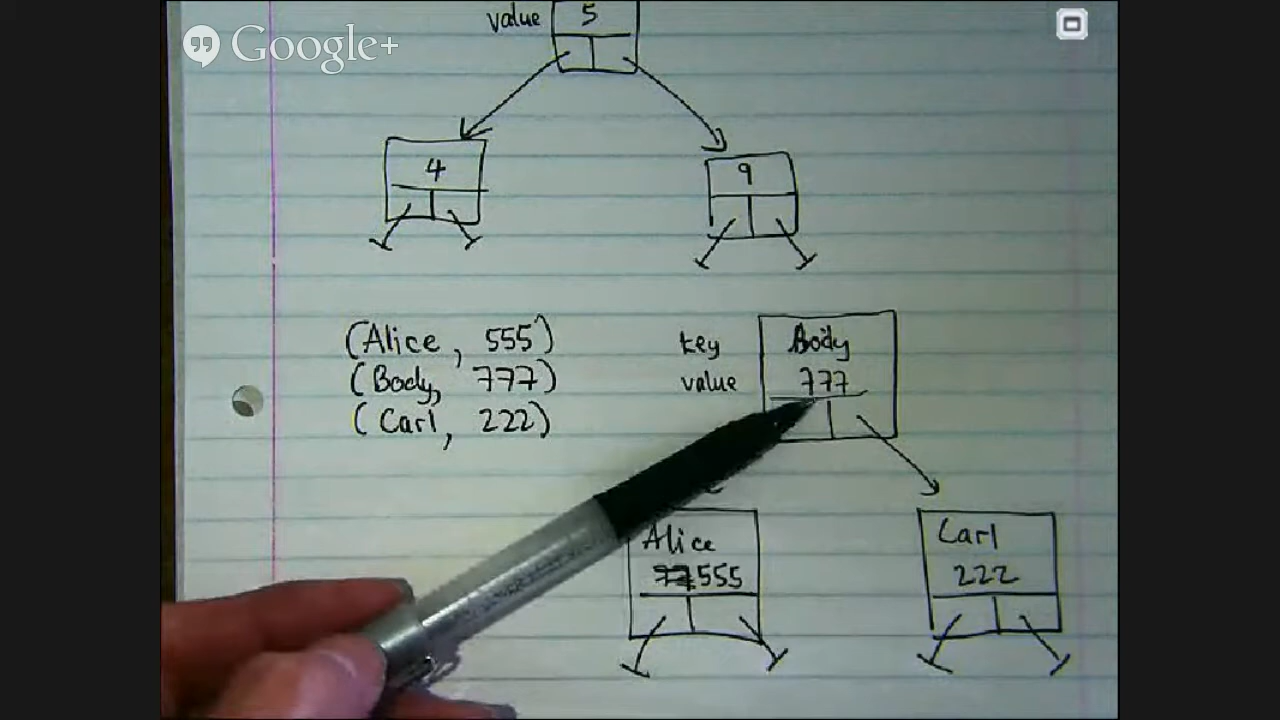 Google+
value 5
4
9
(Alice, 555)
(Body, 777)
(Carl, 222)
key Body
value 777
Alice
555
Carl
222